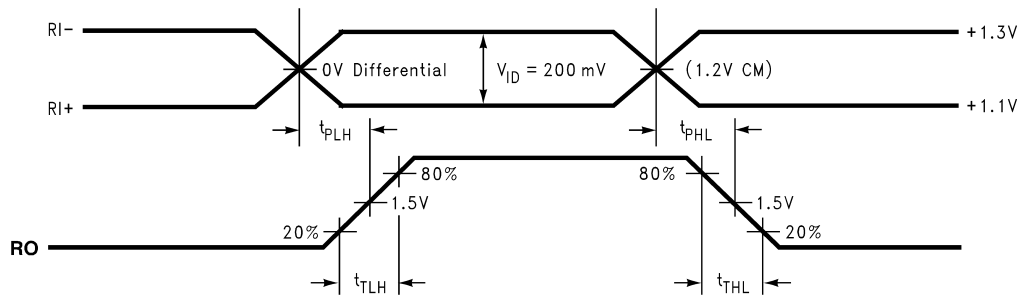 RI− +1.3V
0V Differential V_ID = 200 mV (1.2V CM)
RI+ +1.1V
t_PLH t_PHL
80% 80%
1.5V 1.5V
20% 20%
RO
t_TLH t_THL